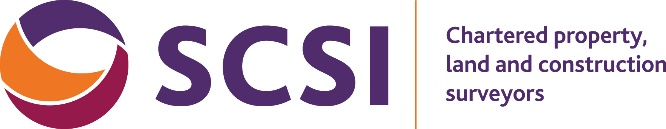 SCSI
Chartered property,
land and construction
surveyors